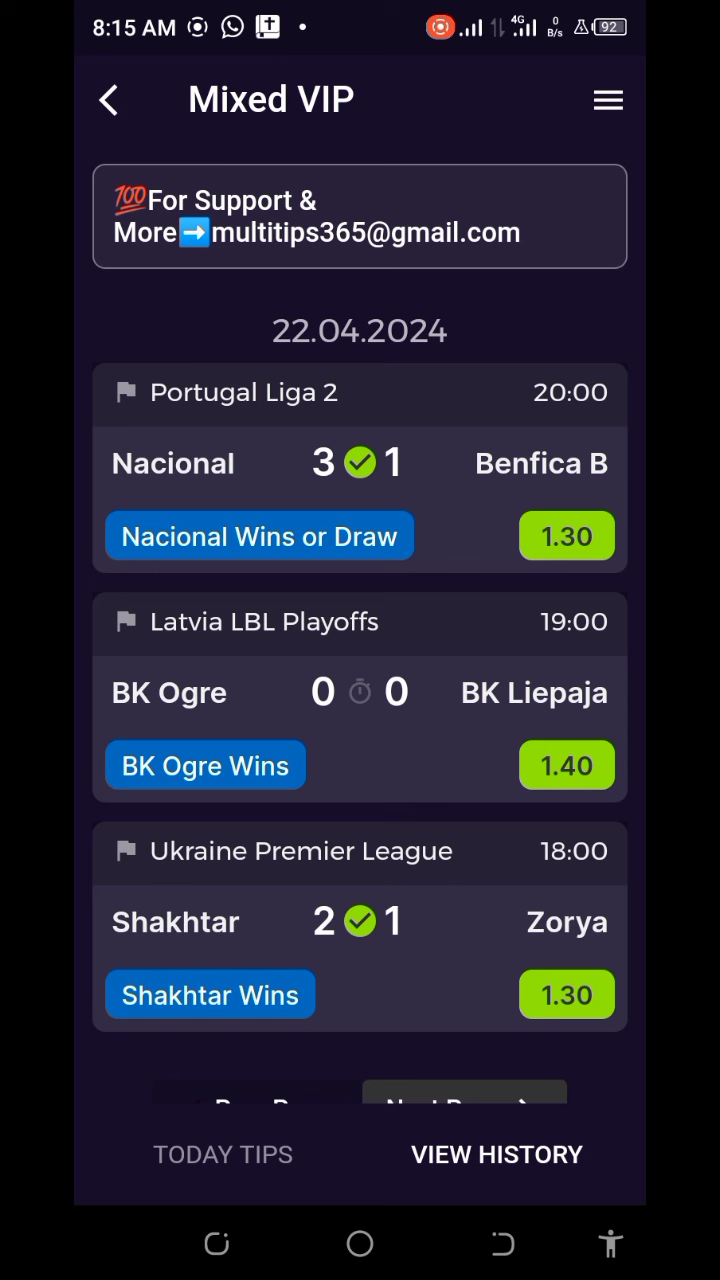 8:15 AM
4G 0 B/s 92
Mixed VIP
💯For Support &
More➡️multitips365@gmail.com
22.04.2024
Portugal Liga 2 20:00
Nacional 3 1 Benfica B
Nacional Wins or Draw 1.30
Latvia LBL Playoffs 19:00
BK Ogre 0 0 BK Liepaja
BK Ogre Wins 1.40
Ukraine Premier League 18:00
Shakhtar 2 1 Zorya
Shakhtar Wins 1.30
TODAY TIPS VIEW HISTORY